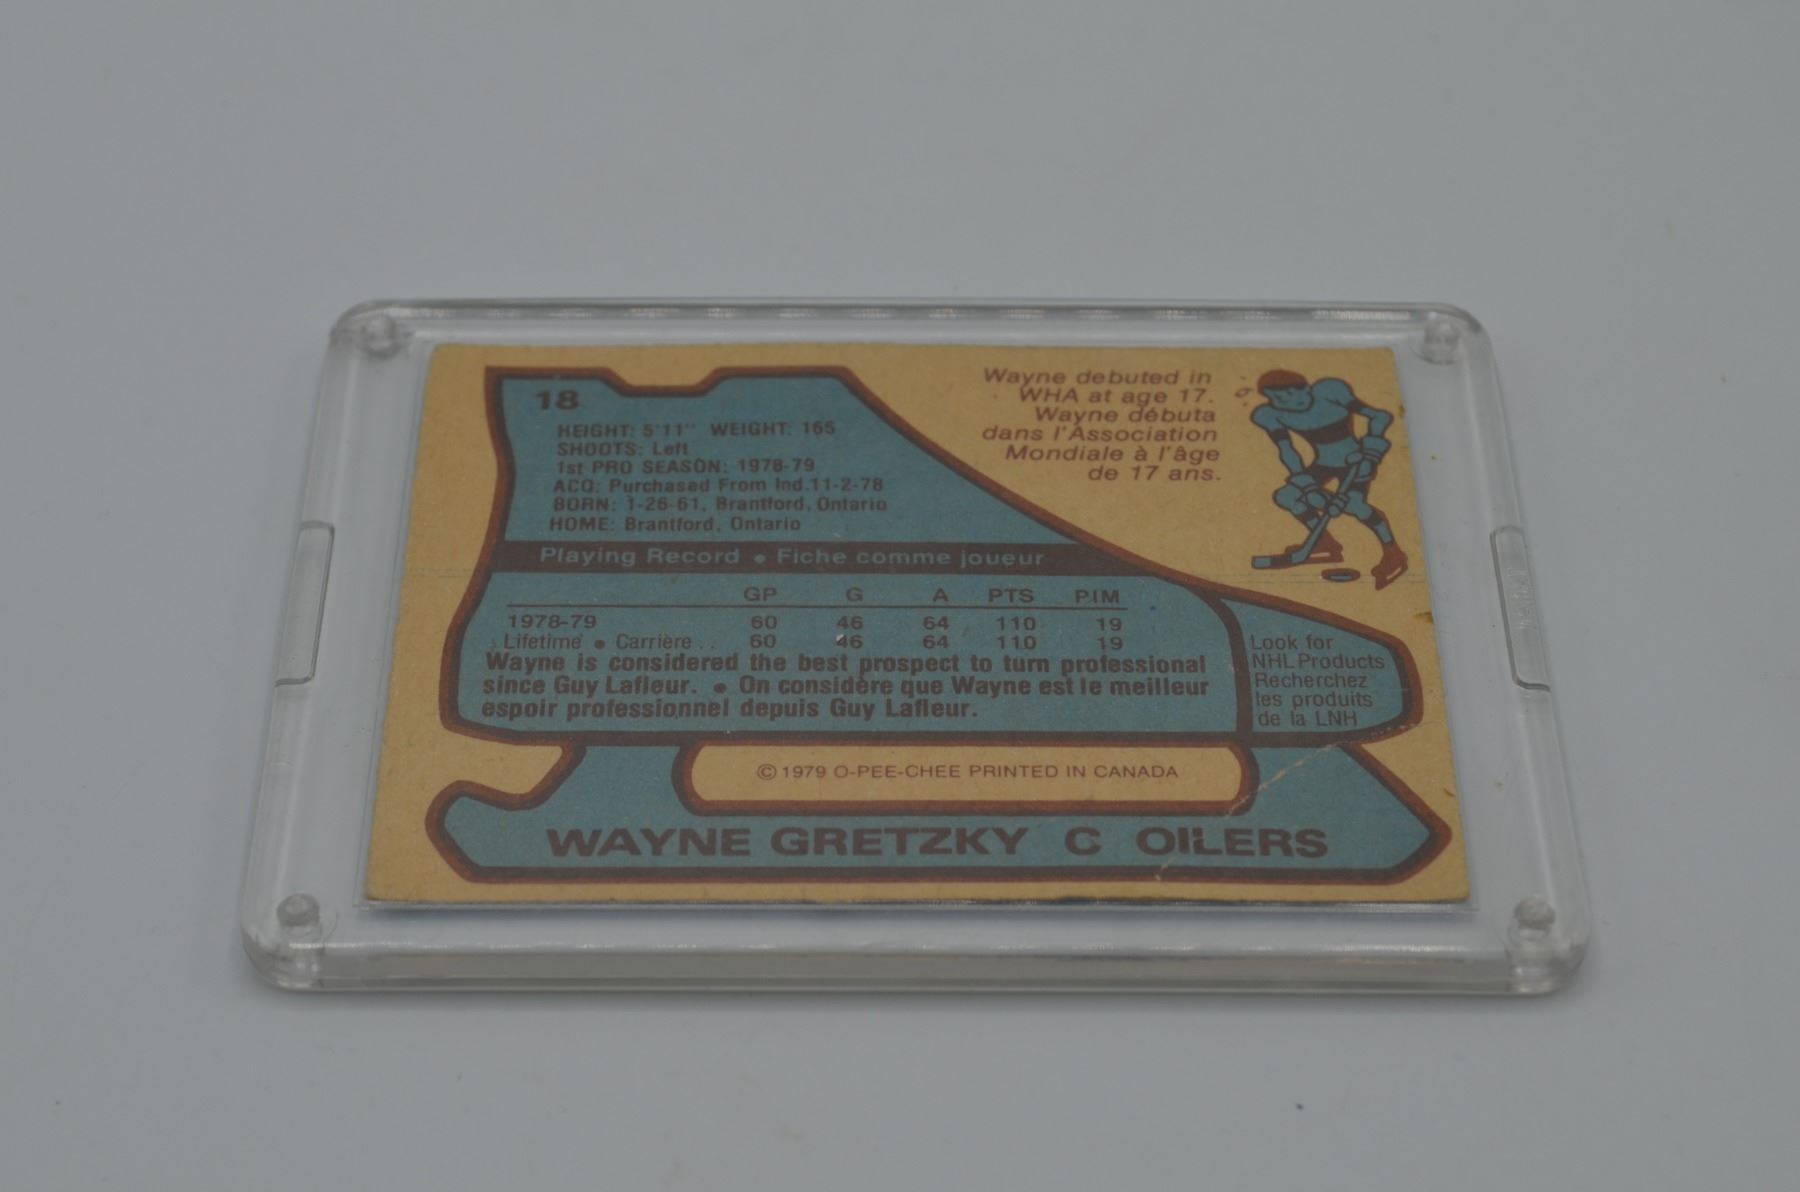 18
HEIGHT: 5'11" WEIGHT: 165
SHOOTS: Left
1st PRO SEASON: 1978-79
ACQ: Purchased From Ind. 11-2-78
BORN: 1-26-61, Brantford, Ontario
HOME: Brantford, Ontario
Wayne debuted in
WHA at age 17.
Wayne débuta
dans l'Association
Mondiale à l'âge
de 17 ans.
Playing Record • Fiche comme joueur
GP G A PTS PIM
1978-79 60 46 64 110 19
Lifetime • Carrière .. 60 46 64 110 19
Wayne is considered the best prospect to turn professional
since Guy Lafleur. • On considère que Wayne est le meilleur
espoir professionnel depuis Guy Lafleur.
Look for
NHL Products
Recherchez
les produits
de la LNH
© 1979 O-PEE-CHEE PRINTED IN CANADA
WAYNE GRETZKY C OILERS